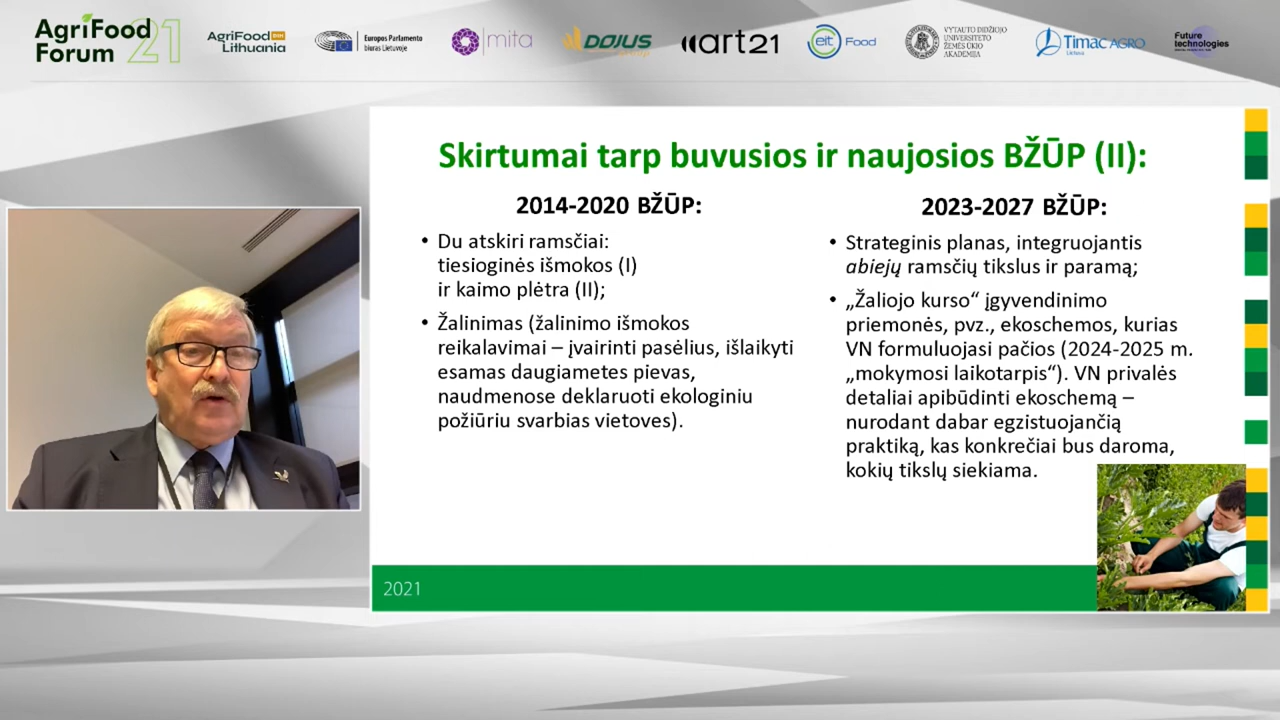 AgriFood
Forum 21
AgriFood DIH
Lithuania
Europos Parlamento
biuras Lietuvoje
mita
DOJUS
art21
eit Food
VYTAUTO DIDŽIOJO
UNIVERSITETO
ŽEMĖS ŪKIO
AKADEMIJA
TIMAC AGRO
Lietuva
Future
technologies
Skirtumai tarp buvusios ir naujosios BŽŪP (II):
2014-2020 BŽŪP:
• Du atskiri ramsčiai:
tiesioginės išmokos (I)
ir kaimo plėtra (II);
• Žalinimas (žalinimo išmokos
reikalavimai – įvairinti pasėlius, išlaikyti
esamas daugiametes pievas,
naudmenose deklaruoti ekologiniu
požiūriu svarbias vietoves).
2023-2027 BŽŪP:
• Strateginis planas, integruojantis
abiejų ramsčių tikslus ir paramą;
• „Žaliojo kurso“ įgyvendinimo
priemonės, pvz., ekoschemos, kurias
VN formuluojasi pačios (2024-2025 m.
„mokymosi laikotarpis“). VN privalės
detaliai apibūdinti ekoschemą –
nurodant dabar egzistuojančią
praktiką, kas konkrečiai bus daroma,
kokių tikslų siekiama.
2021